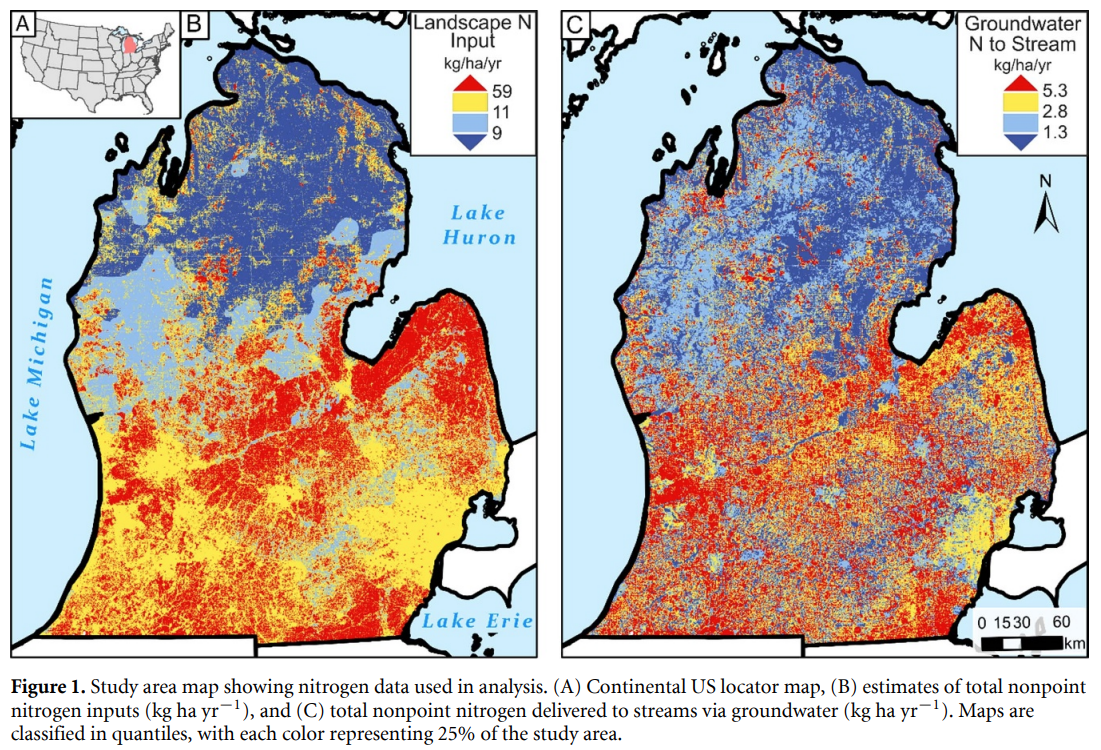 A
B
Landscape N
Input
kg/ha/yr
59
11
9
C
Groundwater
N to Stream
kg/ha/yr
5.3
2.8
1.3
N
Lake
Huron
Lake Michigan
Lake Erie
0 15 30 60
km
Figure 1. Study area map showing nitrogen data used in analysis. (A) Continental US locator map, (B) estimates of total nonpoint
nitrogen inputs (kg ha yr−1), and (C) total nonpoint nitrogen delivered to streams via groundwater (kg ha yr−1). Maps are
classified in quantiles, with each color representing 25% of the study area.